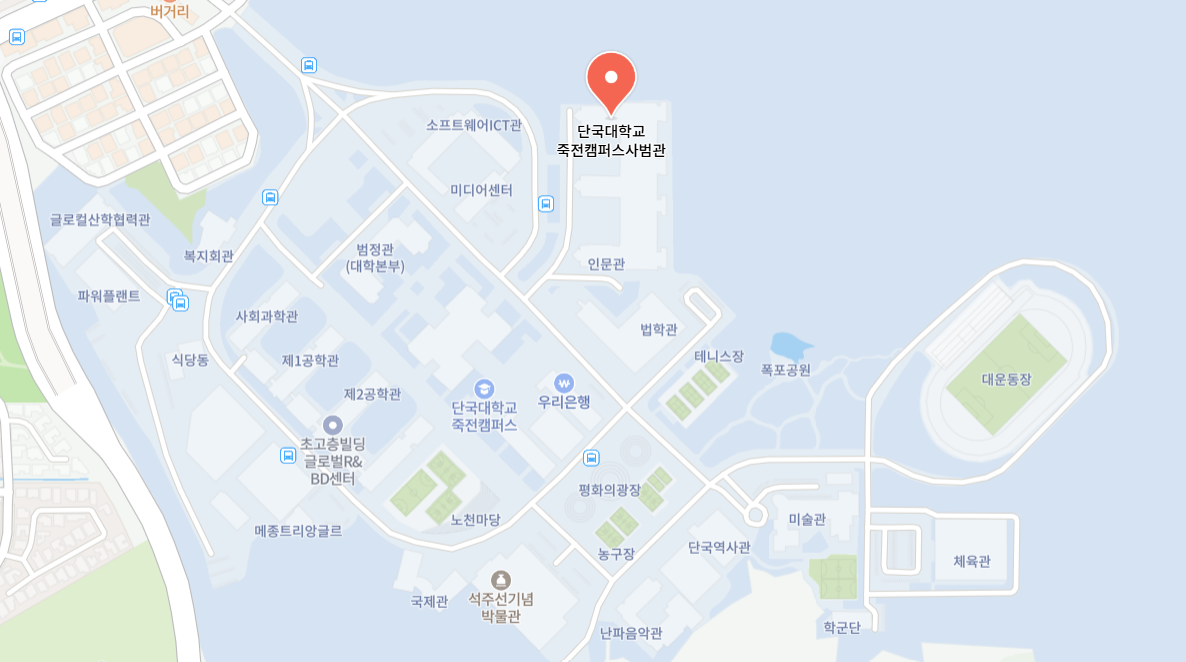 버거리
단국대학교
죽전캠퍼스사범관
소프트웨어ICT관
미디어센터
글로컬산학협력관
복지회관
범정관
(대학본부)
인문관
파워플랜트
사회과학관
법학관
테니스장
식당동
제1공학관
폭포공원
대운동장
제2공학관
단국대학교
죽전캠퍼스
우리은행
초고층빌딩
글로벌R&
BD센터
평화의광장
노천마당
메종트리앙글르
미술관
농구장
단국역사관
체육관
국제관
석주선기념
박물관
난파음악관
학군단